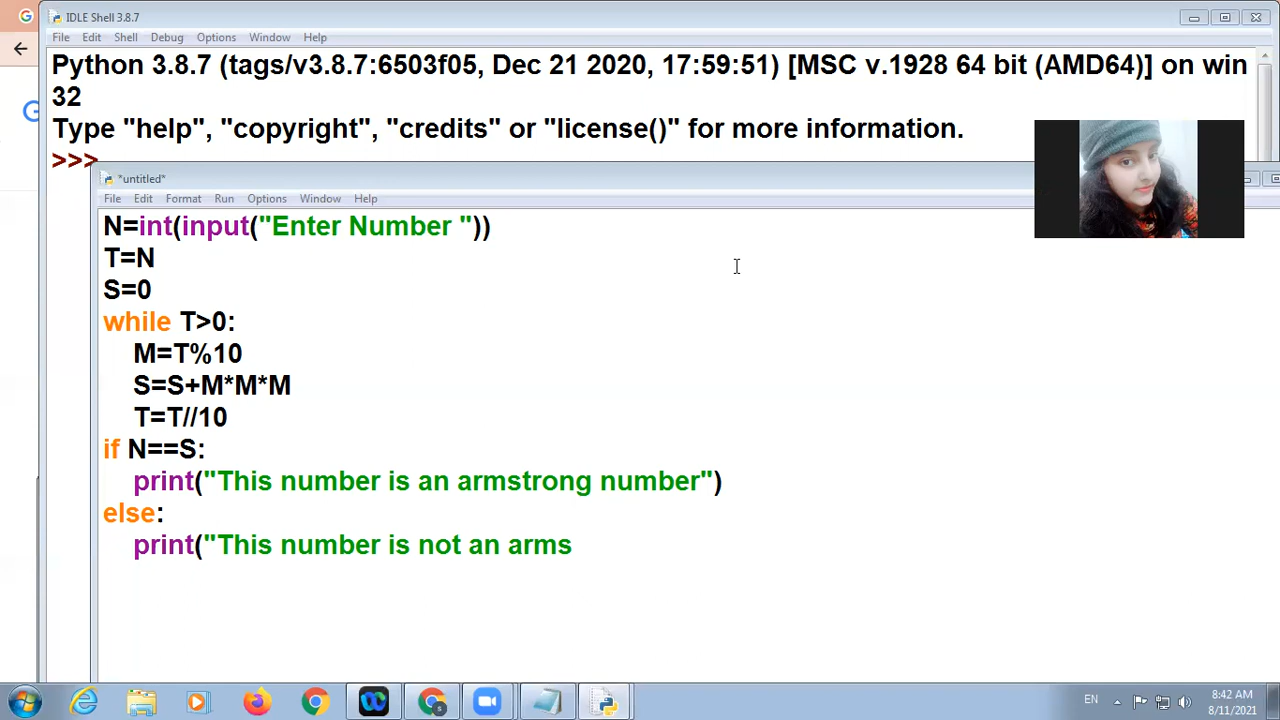 IDLE Shell 3.8.7
File Edit Shell Debug Options Window Help
Python 3.8.7 (tags/v3.8.7:6503f05, Dec 21 2020, 17:59:51) [MSC v.1928 64 bit (AMD64)] on win
32
Type "help", "copyright", "credits" or "license()" for more information.
>>>
*untitled*
File Edit Format Run Options Window Help
N=int(input("Enter Number "))
T=N
S=0
while T>0:
    M=T%10
    S=S+M*M*M
    T=T//10
if N==S:
    print("This number is an armstrong number")
else:
    print("This number is not an arms
EN
8:42 AM
8/11/2021